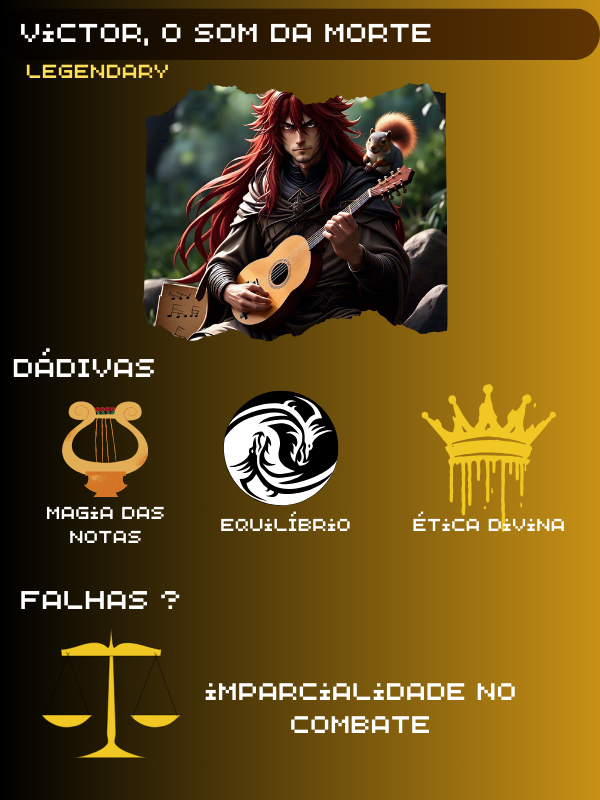 ViCTOR, O SOM DA MORTE
LEGENDARY
DÁDIVAS
MAGiA DAS
NOTAS
EQUiLÍBRiO
ÉTiCA DiViNA
FALHAS ?
iMPARCiALiDADE NO
COMBATE